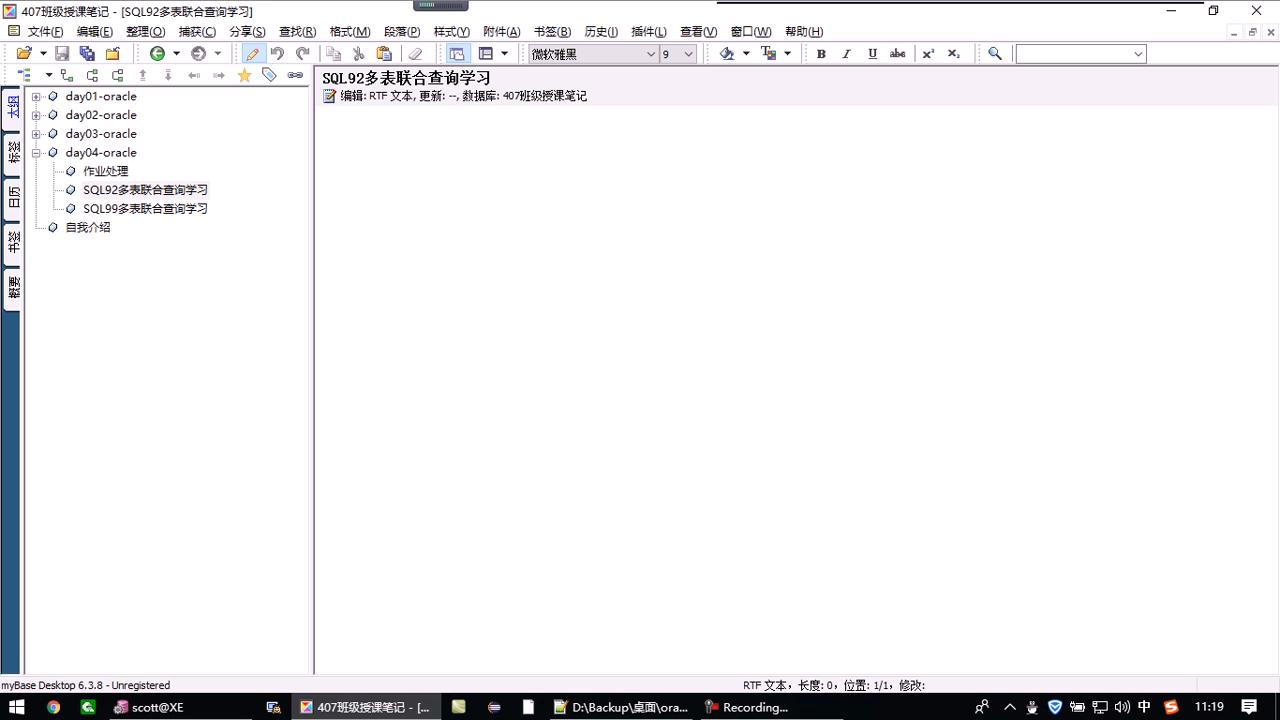 407班级授课笔记 - [SQL92多表联合查询学习]
文件(F) 编辑(E) 整理(O) 捕获(C) 分享(S) 查找(R) 格式(M) 段落(P) 样式(Y) 附件(A) 书签(B) 历史(I) 插件(L) 查看(V) 窗口(W) 帮助(H)
微软雅黑 9 B I U abc x² x₂
SQL92多表联合查询学习
编辑: RTF 文本, 更新: --, 数据库: 407班级授课笔记
大纲
标签
日历
书签
概要
day01-oracle
day02-oracle
day03-oracle
day04-oracle
作业处理
SQL92多表联合查询学习
SQL99多表联合查询学习
自我介绍
myBase Desktop 6.3.8 - Unregistered
RTF 文本，长度: 0，位置: 1/1，修改:
scott@XE
407班级授课笔记 - [...
D:\Backup\桌面\ora...
Recording...
中
11:19